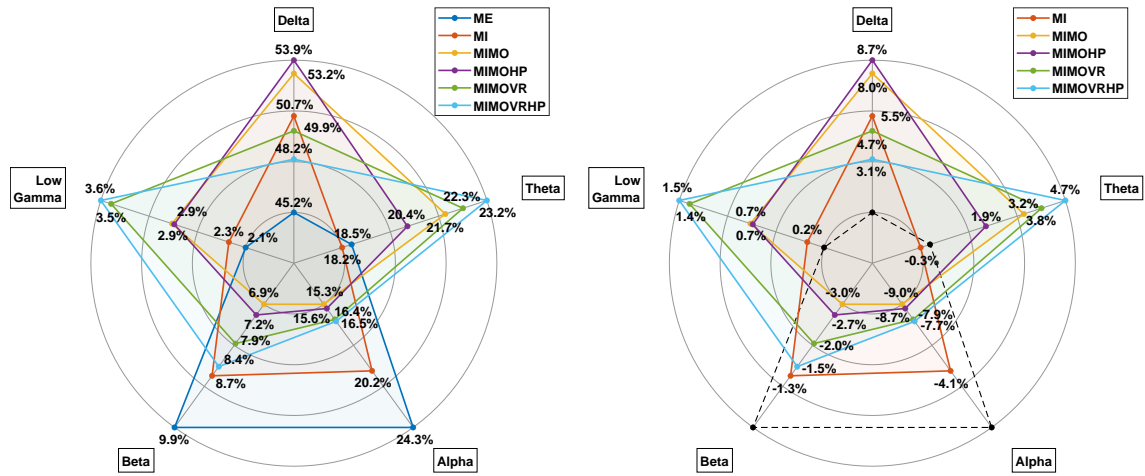 Delta
53.9%
53.2%
50.7%
49.9%
48.2%
45.2%
ME
MI
MIMO
MIMOHP
MIMOVR
MIMOVRHP
Low
Gamma
3.6%
3.5%
2.9%
2.9%
2.3%
2.1%
Theta
22.3%
23.2%
20.4%
21.7%
18.5%
18.2%
6.9%
7.2%
7.9%
8.4%
8.7%
9.9%
Beta
15.3%
15.6%
16.4%
16.5%
20.2%
24.3%
Alpha
Delta
8.7%
8.0%
5.5%
4.7%
3.1%
MI
MIMO
MIMOHP
MIMOVR
MIMOVRHP
Low
Gamma
1.5%
1.4%
0.7%
0.7%
0.2%
Theta
4.7%
3.2%
3.8%
1.9%
-0.3%
-3.0%
-2.7%
-2.0%
-1.5%
-1.3%
Beta
-9.0%
-8.7%
-7.9%
-7.7%
-4.1%
Alpha